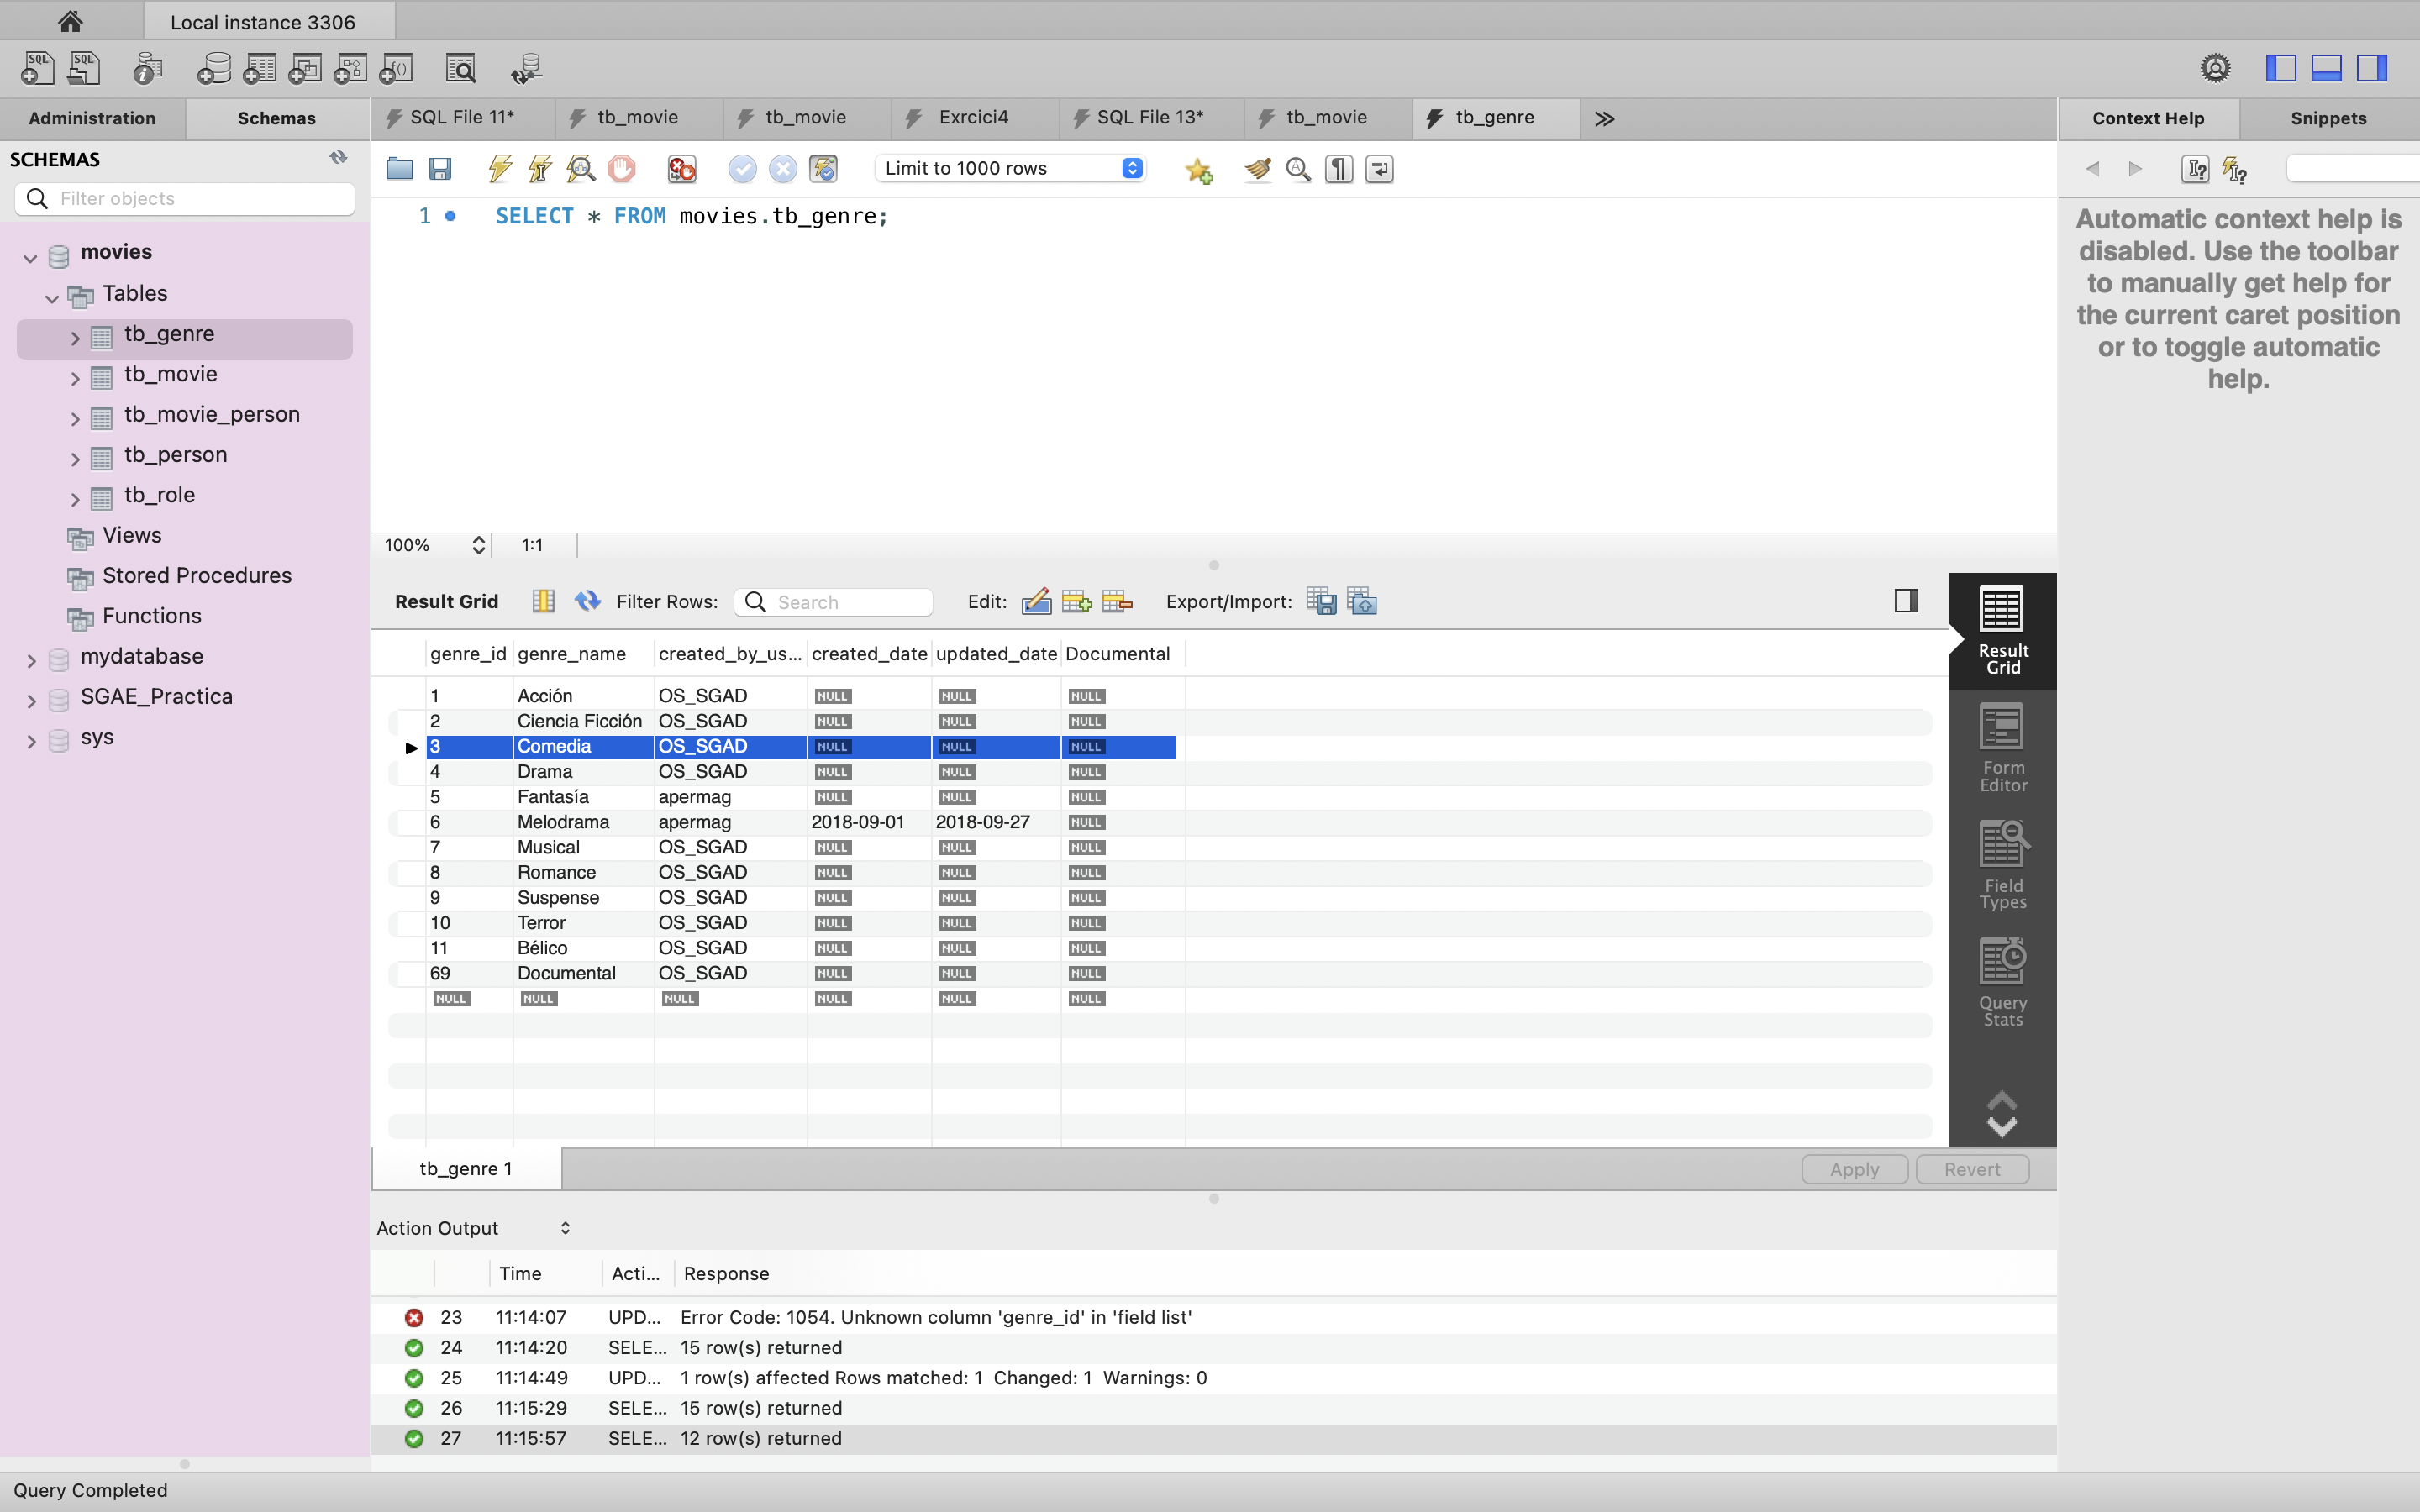 Local instance 3306
Administration
Schemas
SQL File 11*
tb_movie
tb_movie
Exrcici4
SQL File 13*
tb_movie
tb_genre
Context Help
Snippets
SCHEMAS
Filter objects
movies
Tables
tb_genre
tb_movie
tb_movie_person
tb_person
tb_role
Views
Stored Procedures
Functions
mydatabase
SGAE_Practica
sys
Limit to 1000 rows
1 SELECT * FROM movies.tb_genre;
Automatic context help is
disabled. Use the toolbar
to manually get help for
the current caret position
or to toggle automatic
help.
100% 1:1
Result Grid Filter Rows: Search Edit: Export/Import:
genre_id genre_name created_by_us... created_date updated_date Documental
1 Acción OS_SGAD NULL NULL NULL
2 Ciencia Ficción OS_SGAD NULL NULL NULL
3 Comedia OS_SGAD NULL NULL NULL
4 Drama OS_SGAD NULL NULL NULL
5 Fantasía apermag NULL NULL NULL
6 Melodrama apermag 2018-09-01 2018-09-27 NULL
7 Musical OS_SGAD NULL NULL NULL
8 Romance OS_SGAD NULL NULL NULL
9 Suspense OS_SGAD NULL NULL NULL
10 Terror OS_SGAD NULL NULL NULL
11 Bélico OS_SGAD NULL NULL NULL
69 Documental OS_SGAD NULL NULL NULL
NULL NULL NULL NULL NULL NULL
Result
Grid
Form
Editor
Field
Types
Query
Stats
tb_genre 1
Apply Revert
Action Output
Time Acti... Response
23 11:14:07 UPD... Error Code: 1054. Unknown column 'genre_id' in 'field list'
24 11:14:20 SELE... 15 row(s) returned
25 11:14:49 UPD... 1 row(s) affected Rows matched: 1 Changed: 1 Warnings: 0
26 11:15:29 SELE... 15 row(s) returned
27 11:15:57 SELE... 12 row(s) returned
Query Completed